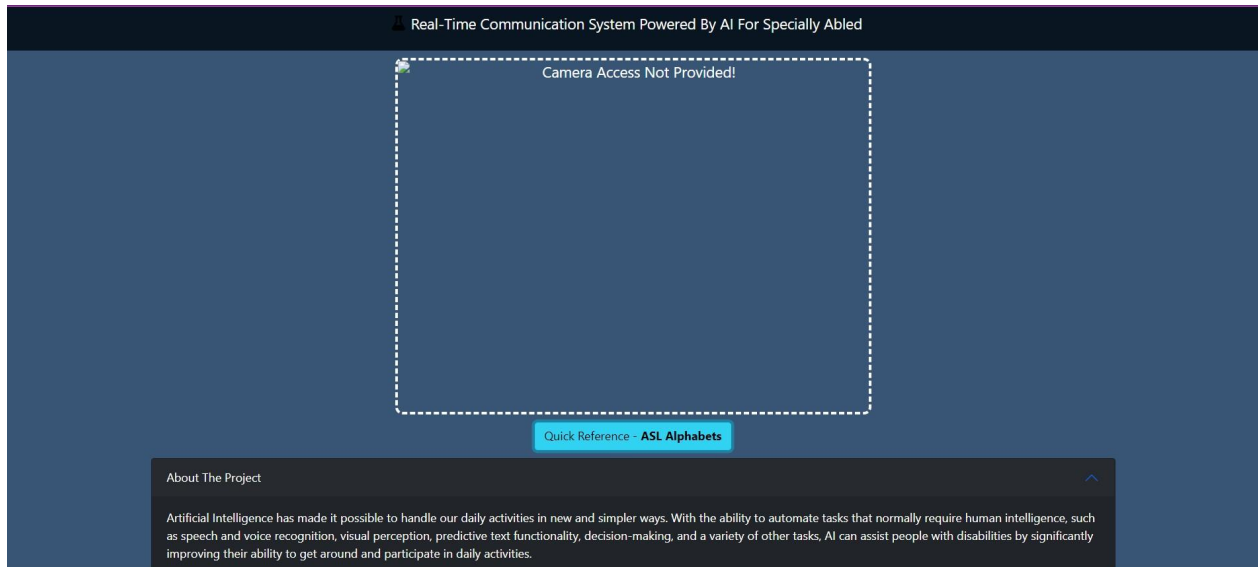 Real-Time Communication System Powered By AI For Specially Abled
Camera Access Not Provided!
Quick Reference - ASL Alphabets
About The Project
Artificial Intelligence has made it possible to handle our daily activities in new and simpler ways. With the ability to automate tasks that normally require human intelligence, such
as speech and voice recognition, visual perception, predictive text functionality, decision-making, and a variety of other tasks, AI can assist people with disabilities by significantly
improving their ability to get around and participate in daily activities.